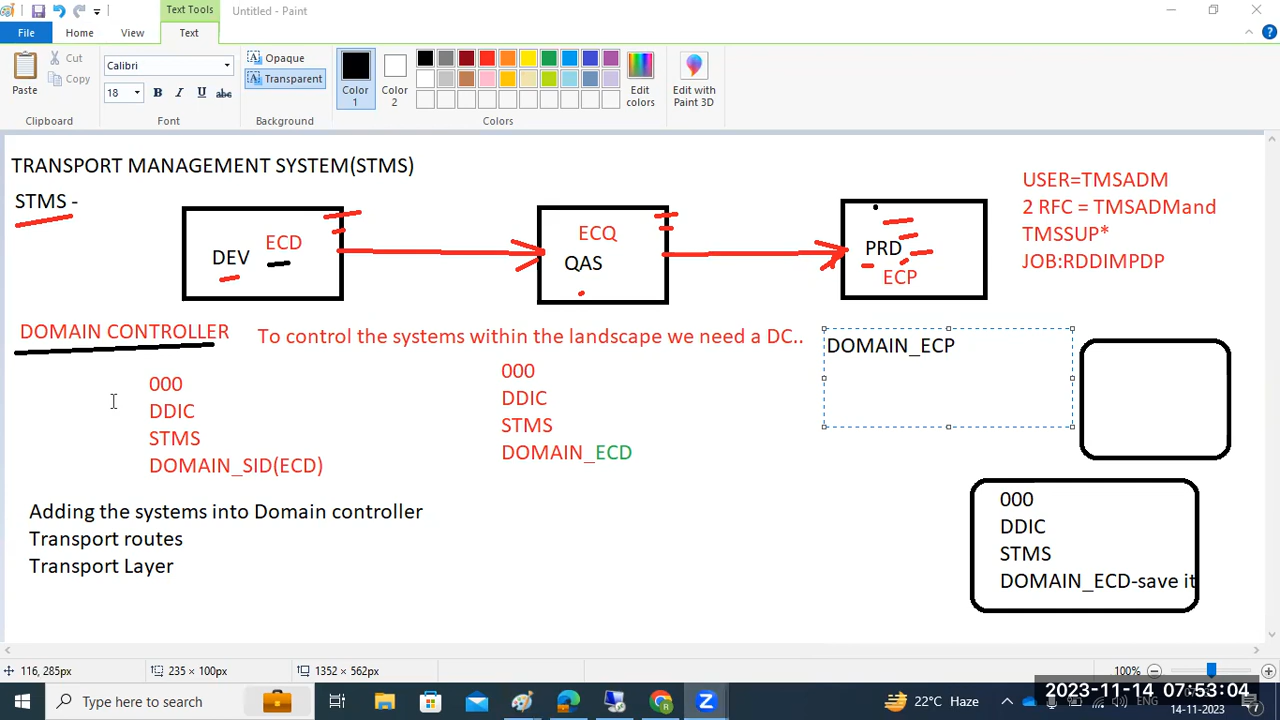 Text Tools
Untitled - Paint
File
Home
View
Text
Paste
Cut
Copy
Clipboard
Calibri
18
B
I
U
abc
Font
Opaque
Transparent
Background
Color
1
Color
2
Edit
colors
Edit with
Paint 3D
Colors
TRANSPORT MANAGEMENT SYSTEM(STMS)
STMS -
DEV
ECD
ECQ
QAS
PRD
ECP
USER=TMSADM
2 RFC = TMSADMand
TMSSUP*
JOB:RDDIMPDP
DOMAIN CONTROLLER
To control the systems within the landscape we need a DC..
DOMAIN_ECP
000
DDIC
STMS
DOMAIN_SID(ECD)
000
DDIC
STMS
DOMAIN_ECD
Adding the systems into Domain controller
Transport routes
Transport Layer
000
DDIC
STMS
DOMAIN_ECD-save it
116, 285px
235 × 100px
1352 × 562px
100%
Type here to search
22°C Haze
ENG
2023-11-14 07:53:04
14-11-2023